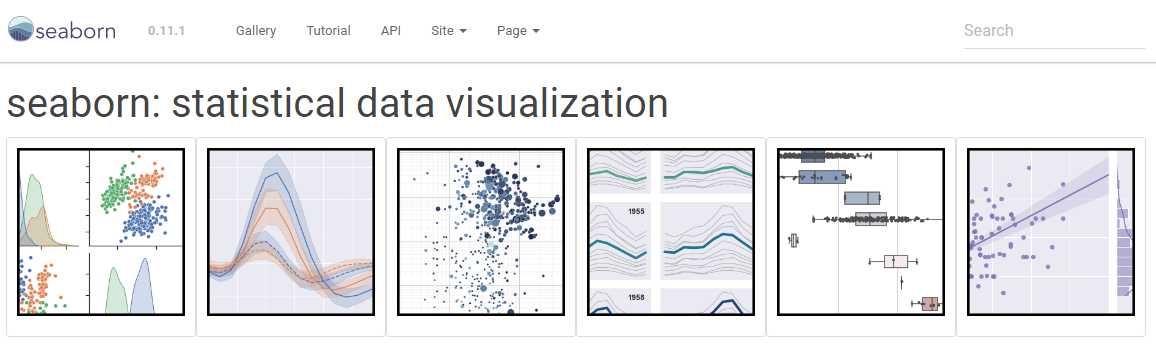 seaborn 0.11.1 Gallery Tutorial API Site Page Search
seaborn: statistical data visualization
1955
1958